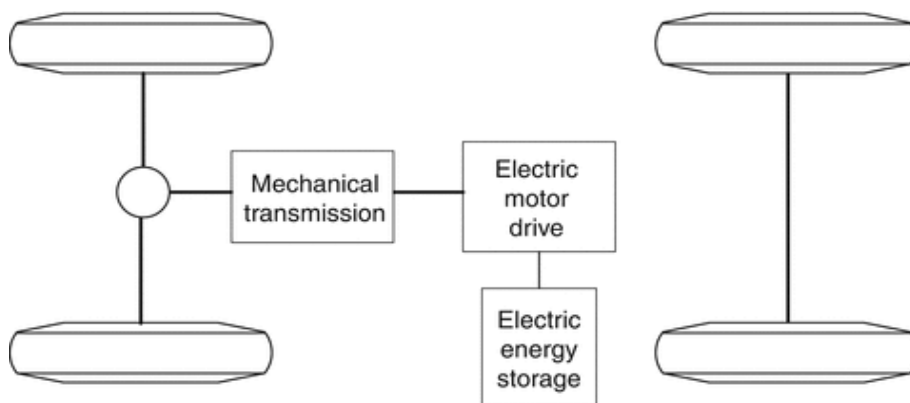 Mechanical
transmission
Electric
motor
drive
Electric
energy
storage